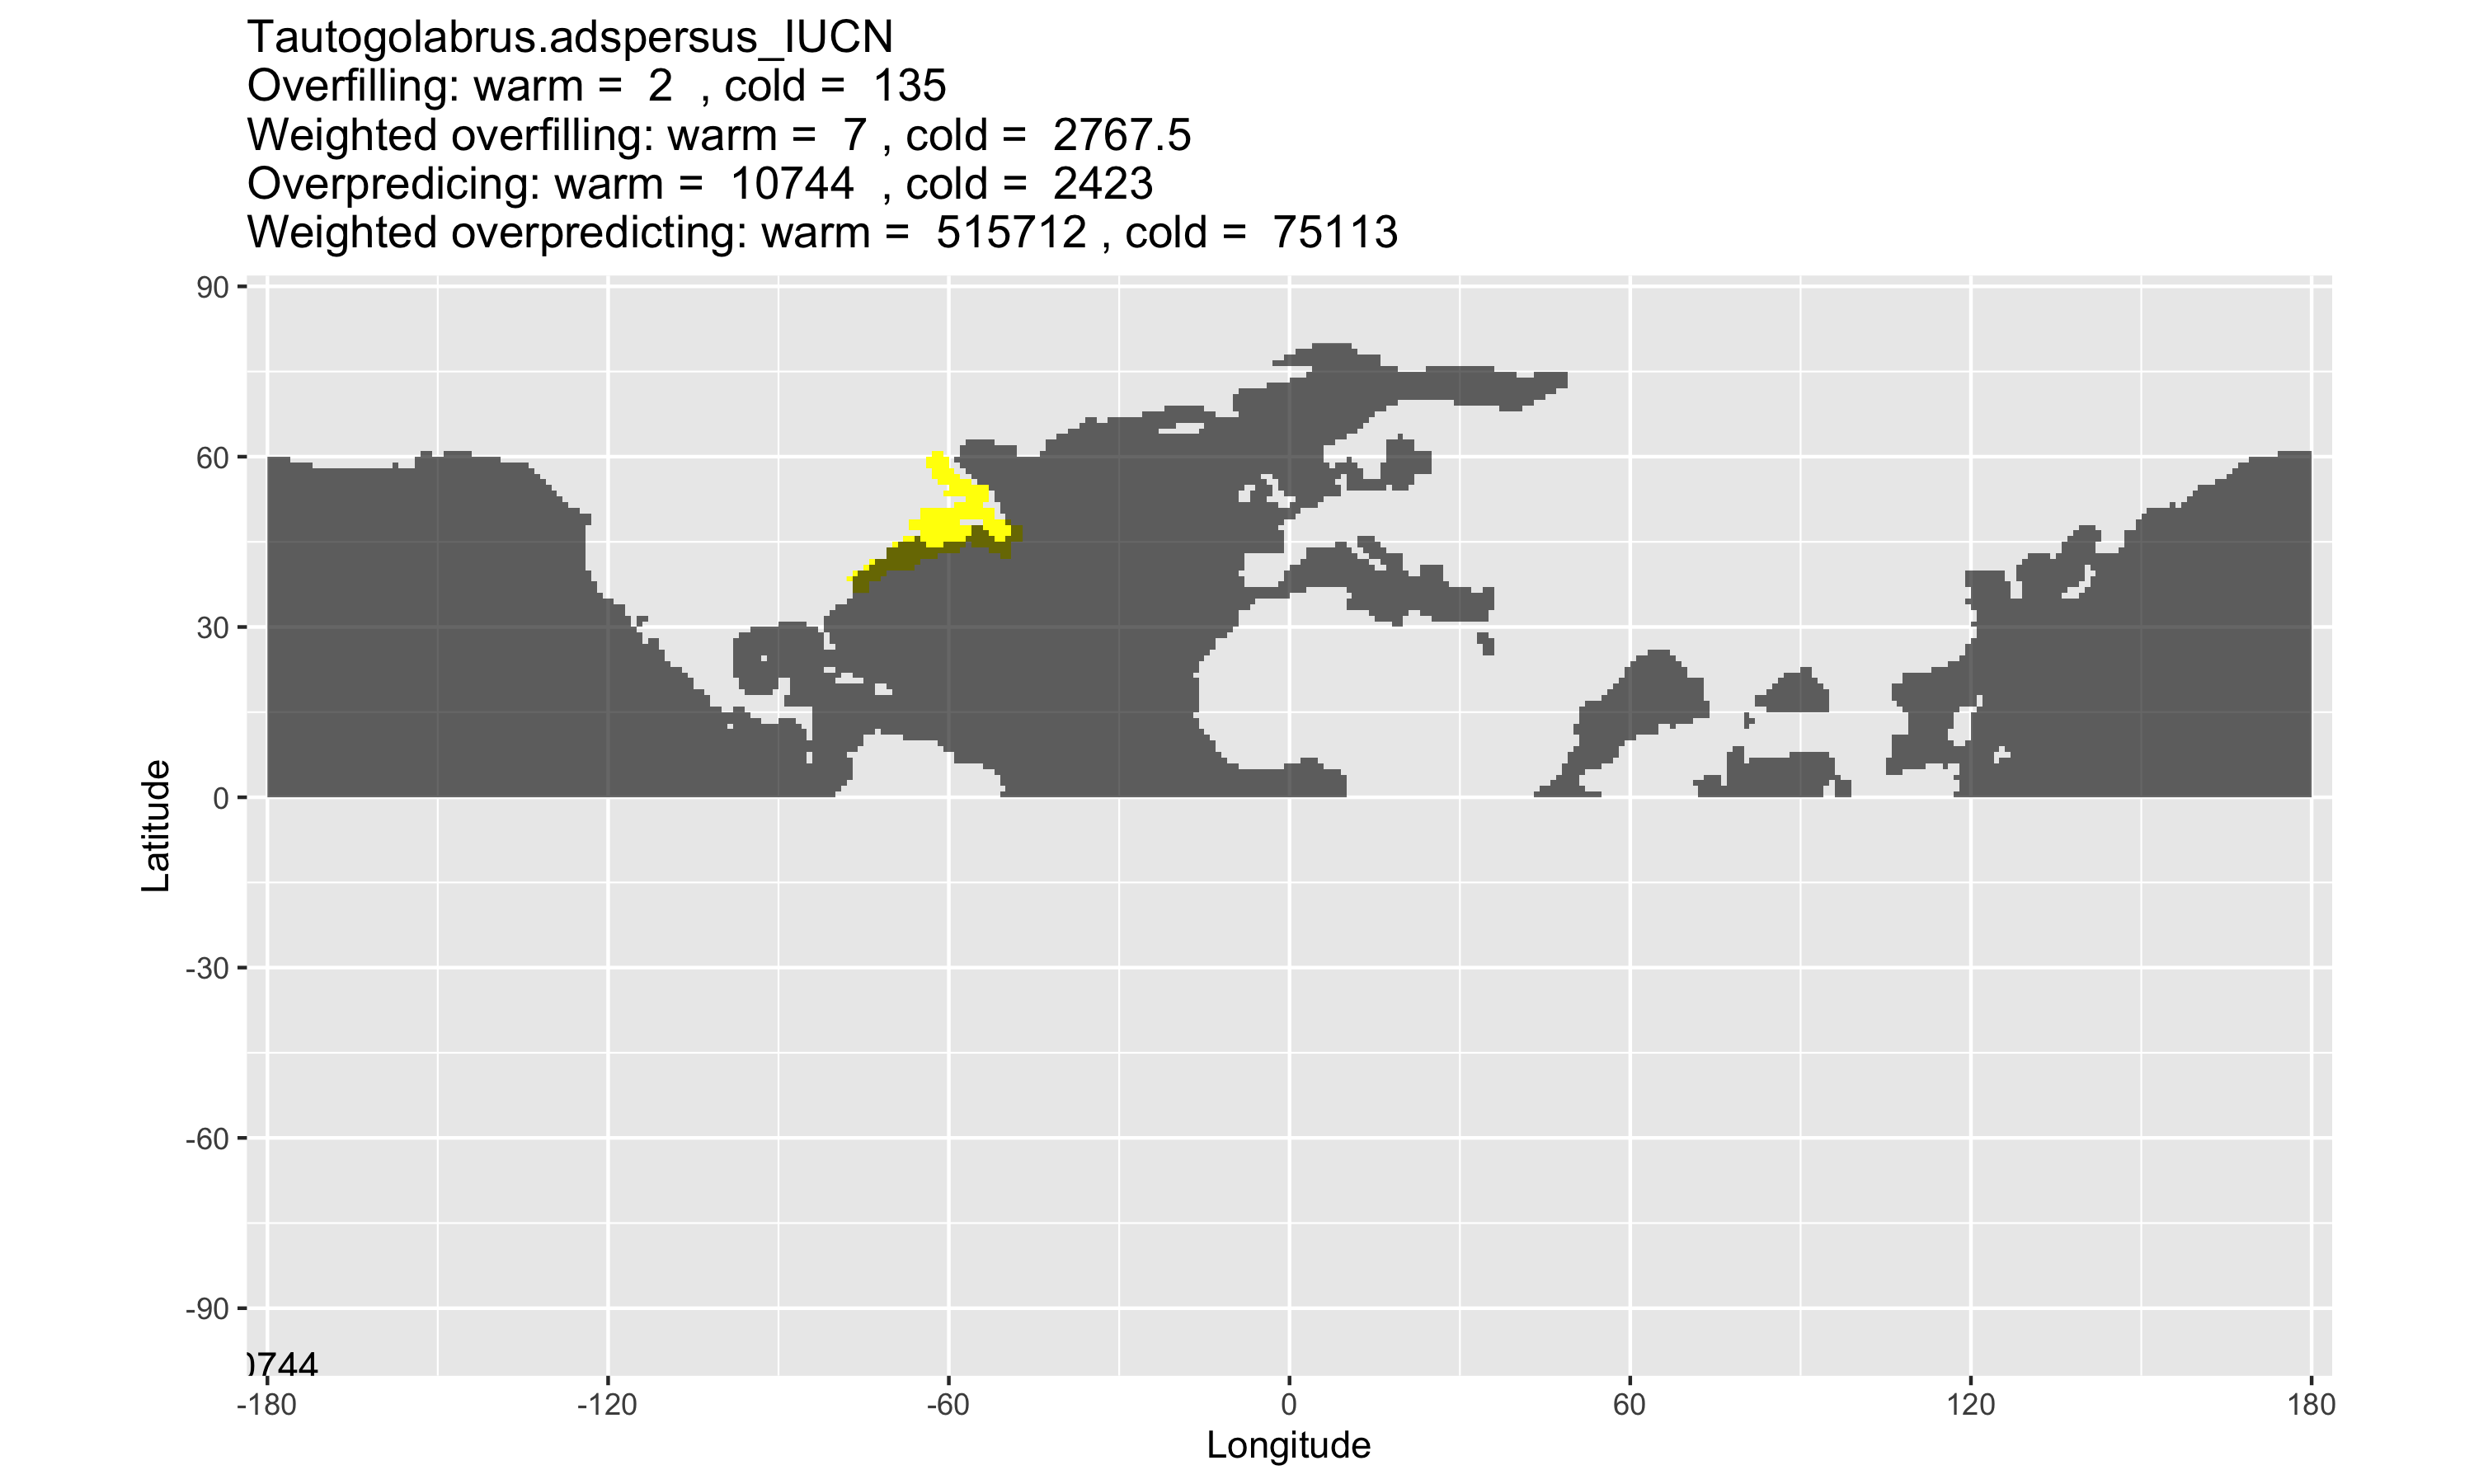 Tautogolabrus.adspersus_IUCN
Overfilling: warm =  2  , cold =  135
Weighted overfilling: warm =  7 , cold =  2767.5
Overpredicing: warm =  10744  , cold =  2423
Weighted overpredicting: warm =  515712 , cold =  75113
90
60
30
0
-30
-60
-90
Latitude
0744
-180 -120 -60 0 60 120 180
Longitude